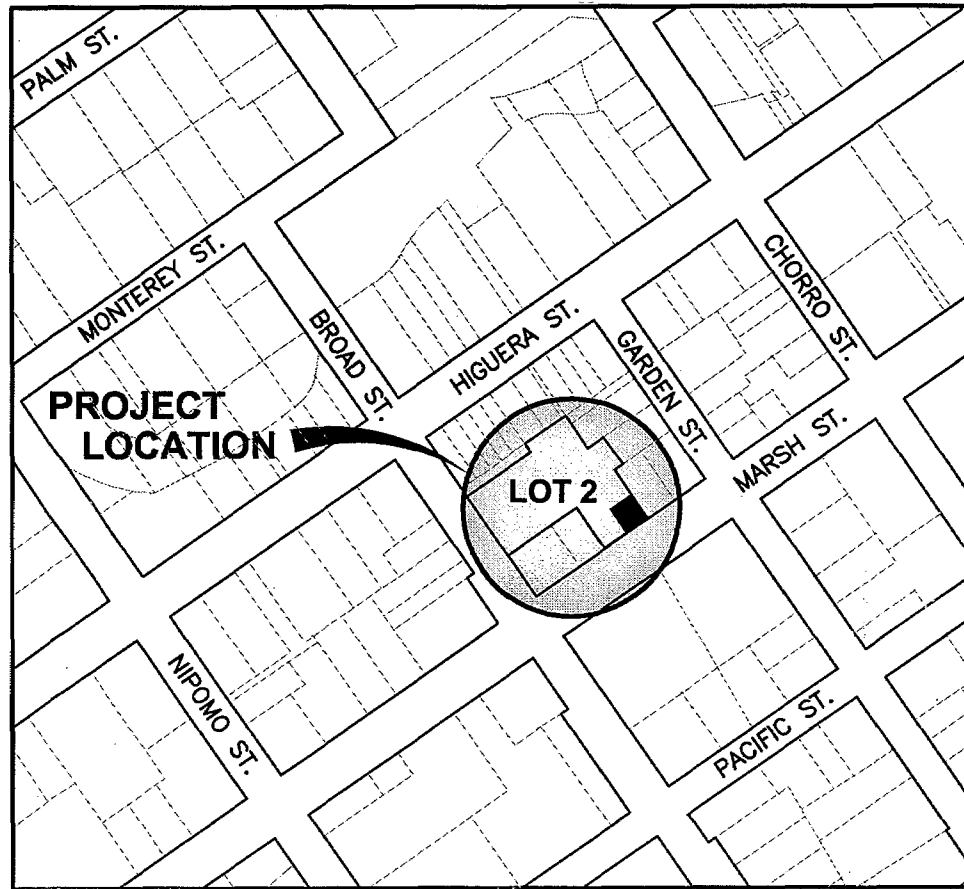 PALM ST.
MONTEREY ST.
BROAD ST.
HIGUERA ST.
GARDEN ST.
CHORRO ST.
PROJECT
LOCATION
LOT 2
MARSH ST.
NIPOMO ST.
PACIFIC ST.